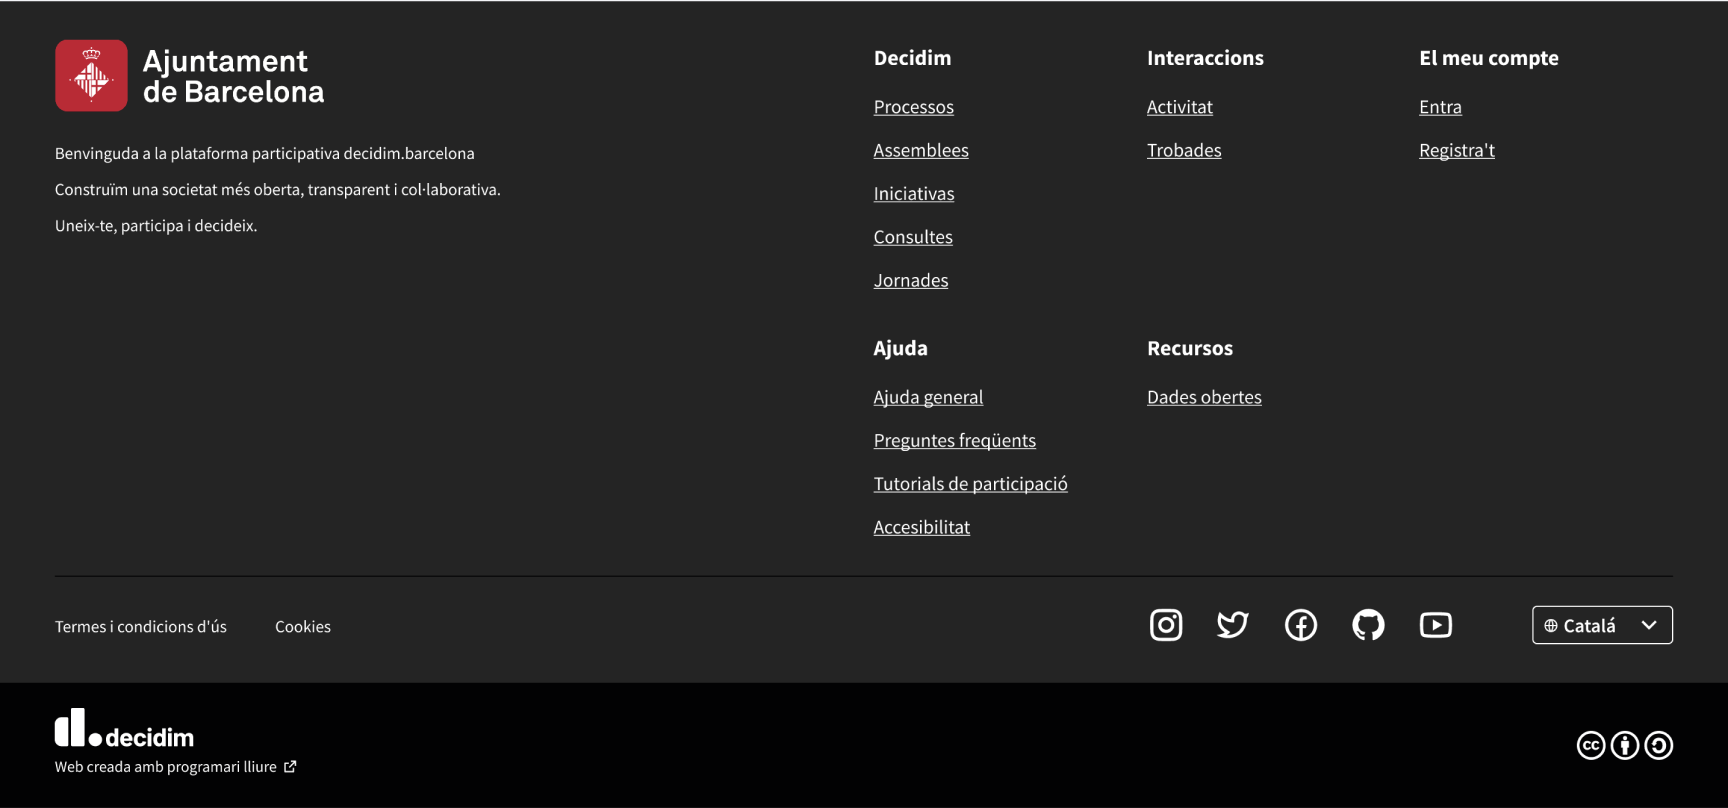 Ajuntament
de Barcelona
Benvinguda a la plataforma participativa decidim.barcelona
Construïm una societat més oberta, transparent i col·laborativa.
Uneix-te, participa i decideix.
Decidim
Processos
Assemblees
Iniciativas
Consultes
Jornades
Interaccions
Activitat
Trobades
El meu compte
Entra
Registra't
Ajuda
Ajuda general
Preguntes freqüents
Tutorials de participació
Accesibilitat
Recursos
Dades obertes
Termes i condicions d'ús
Cookies
Catalá
decidim
Web creada amb programari lliure
cc